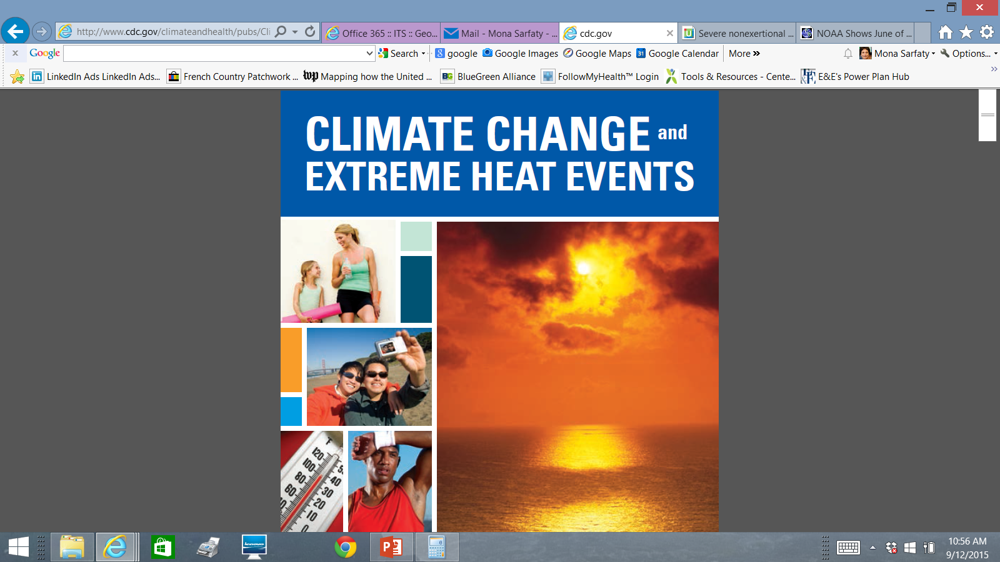 http://www.cdc.gov/climateandhealth/pubs/Cli
Office 365 :: ITS :: Geo...
Mail - Mona Sarfaty - ...
cdc.gov
Severe nonexertional ...
NOAA Shows June of ...
Google
Search
google
Google Images
Google Maps
31
Google Calendar
More »
Mona Sarfaty
Options...
LinkedIn Ads LinkedIn Ads...
French Country Patchwork ...
wp
Mapping how the United ...
BG
BlueGreen Alliance
FollowMyHealth™ Login
Tools & Resources - Cente...
E&E's Power Plan Hub
CLIMATE CHANGE and
EXTREME HEAT EVENTS
°F
120
100
80
60
50
40
30
20
10
0
10:56 AM
9/12/2015